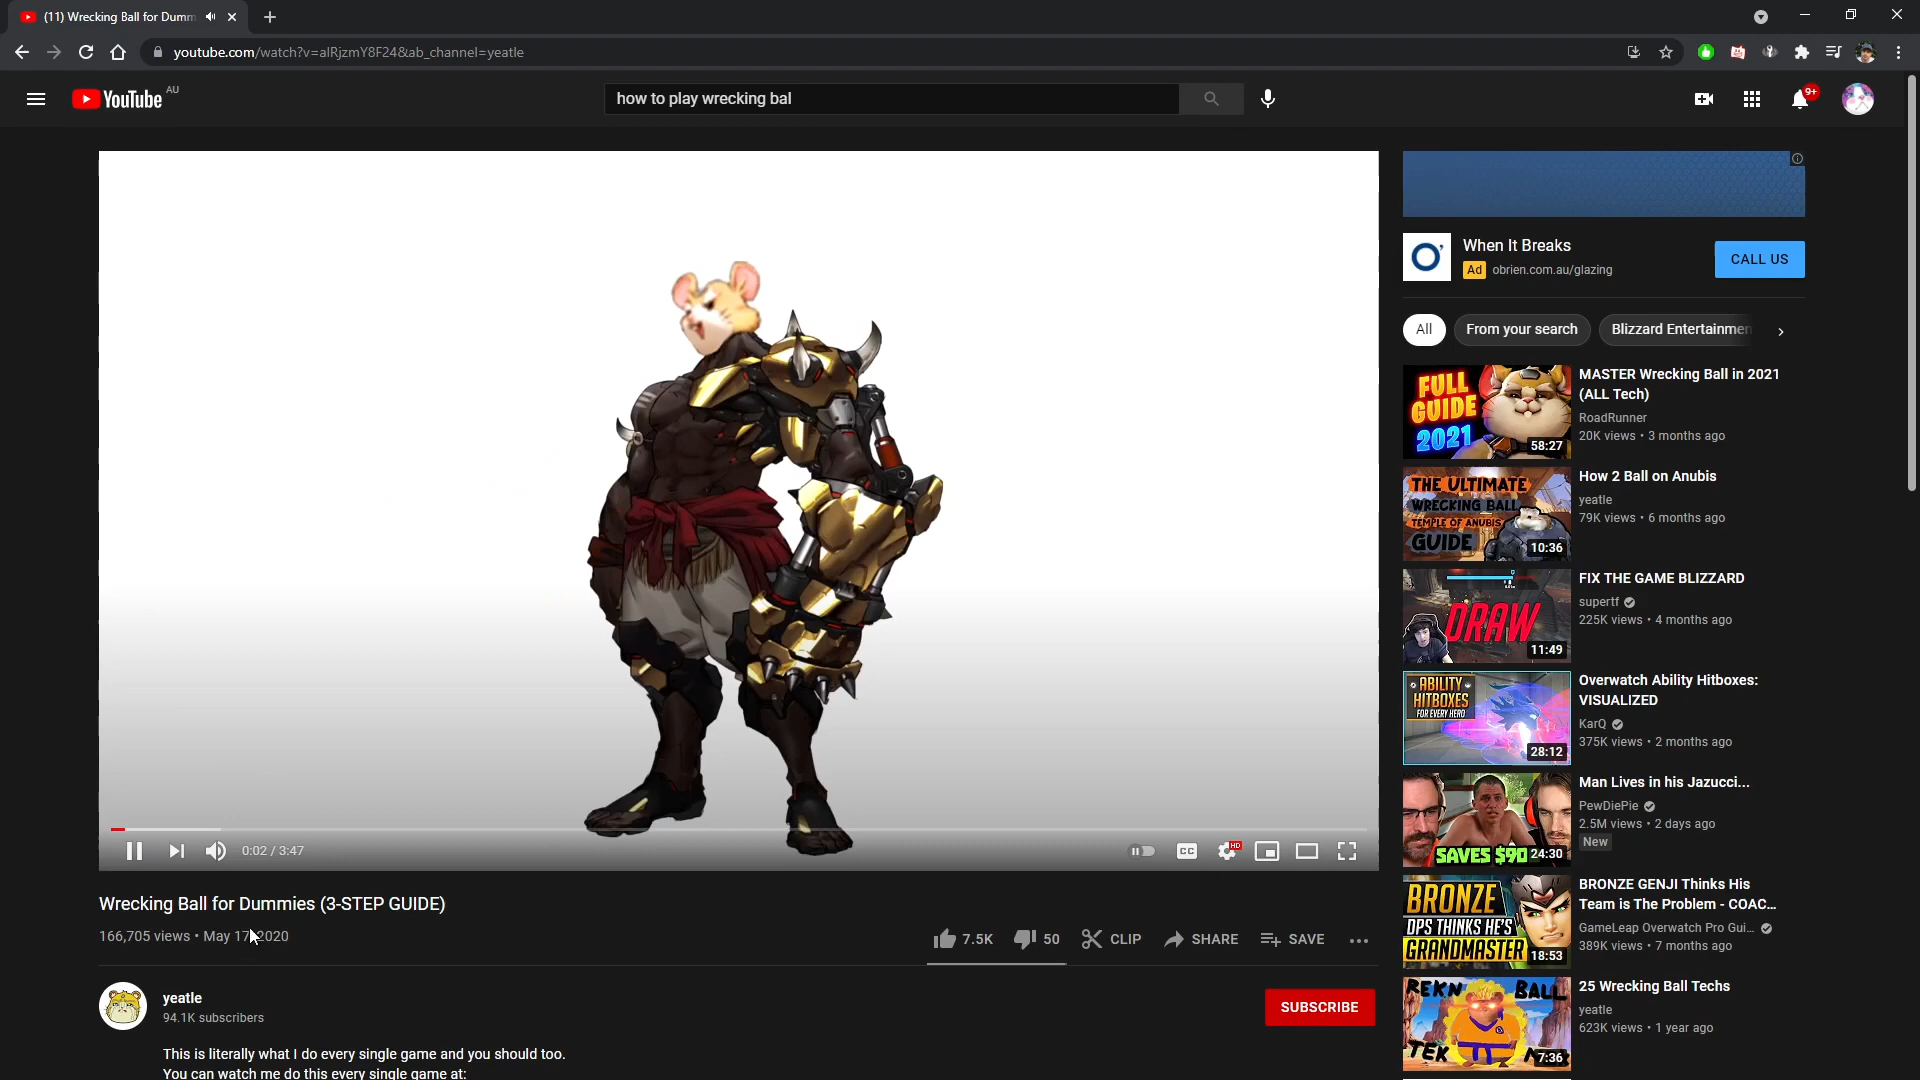 (11) Wrecking Ball for Dumm
youtube.com/watch?v=alRjzmY8F24&ab_channel=yeatle
YouTube AU
how to play wrecking bal
9+
When It Breaks
Ad obrien.com.au/glazing
CALL US
All
From your search
Blizzard Entertainmen
FULL
GUIDE
2021
58:27
MASTER Wrecking Ball in 2021
(ALL Tech)
RoadRunner
20K views • 3 months ago
THE ULTIMATE
WRECKING BALL
TEMPLE OF ANUBIS
GUIDE
10:36
How 2 Ball on Anubis
yeatle
79K views • 6 months ago
DRAW
11:49
FIX THE GAME BLIZZARD
supertf
225K views • 4 months ago
ABILITY
HITBOXES
FOR EVERY HERO
28:12
Overwatch Ability Hitboxes:
VISUALIZED
KarQ
375K views • 2 months ago
SAVES $90
24:30
Man Lives in his Jazucci...
PewDiePie
2.5M views • 2 days ago
New
BRONZE
DPS THINKS HE'S
GRANDMASTER
18:53
BRONZE GENJI Thinks His
Team is The Problem - COAC...
GameLeap Overwatch Pro Gui...
389K views • 7 months ago
REKN BALL
TEK
7:36
25 Wrecking Ball Techs
yeatle
623K views • 1 year ago
0:02 / 3:47
CC
HD
Wrecking Ball for Dummies (3-STEP GUIDE)
166,705 views • May 17, 2020
7.5K
50
CLIP
SHARE
SAVE
yeatle
94.1K subscribers
SUBSCRIBE
This is literally what I do every single game and you should too.
You can watch me do this every single game at: